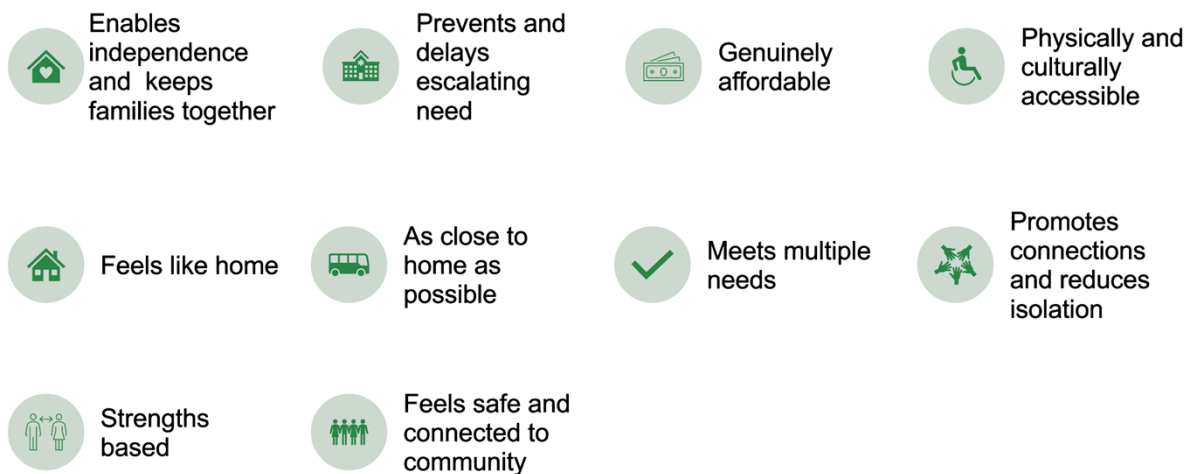 Enables
independence
and keeps
families together
Prevents and
delays
escalating
need
Genuinely
affordable
Physically and
culturally
accessible
Feels like home
As close to
home as
possible
Meets multiple
needs
Promotes
connections
and reduces
isolation
Strengths
based
Feels safe and
connected to
community